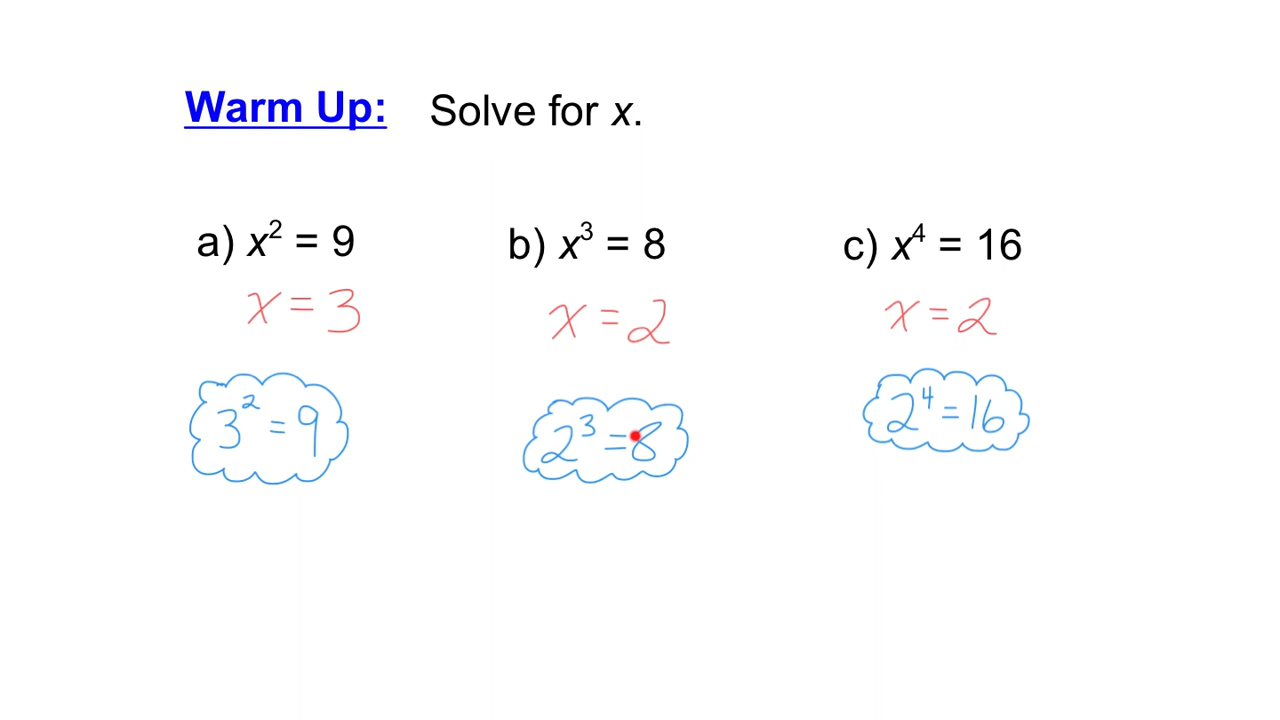 Warm Up: Solve for x.
a) x² = 9
b) x³ = 8
c) x⁴ = 16
x = 3
x = 2
x = 2
3² = 9
2³ = 8
2⁴ = 16